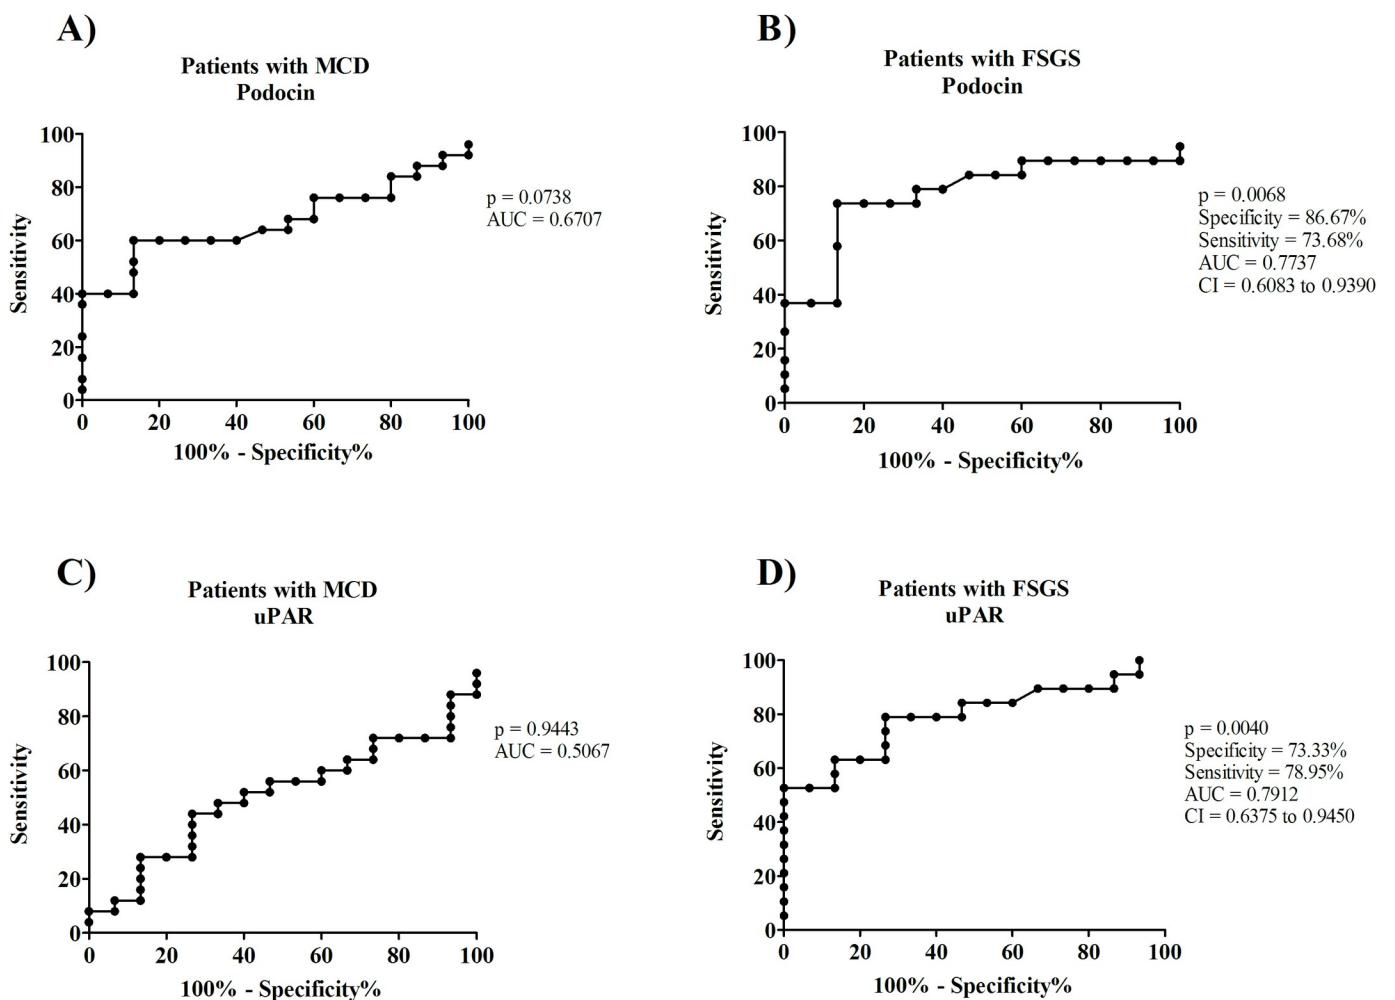 A)
Patients with MCD
Podocin
100
80
60
40
20
0
Sensitivity
0 20 40 60 80 100
100% - Specificity%
p = 0.0738
AUC = 0.6707
B)
Patients with FSGS
Podocin
100
80
60
40
20
0
Sensitivity
0 20 40 60 80 100
100% - Specificity%
p = 0.0068
Specificity = 86.67%
Sensitivity = 73.68%
AUC = 0.7737
CI = 0.6083 to 0.9390
C)
Patients with MCD
uPAR
100
80
60
40
20
0
Sensitivity
0 20 40 60 80 100
100% - Specificity%
p = 0.9443
AUC = 0.5067
D)
Patients with FSGS
uPAR
100
80
60
40
20
0
Sensitivity
0 20 40 60 80 100
100% - Specificity%
p = 0.0040
Specificity = 73.33%
Sensitivity = 78.95%
AUC = 0.7912
CI = 0.6375 to 0.9450